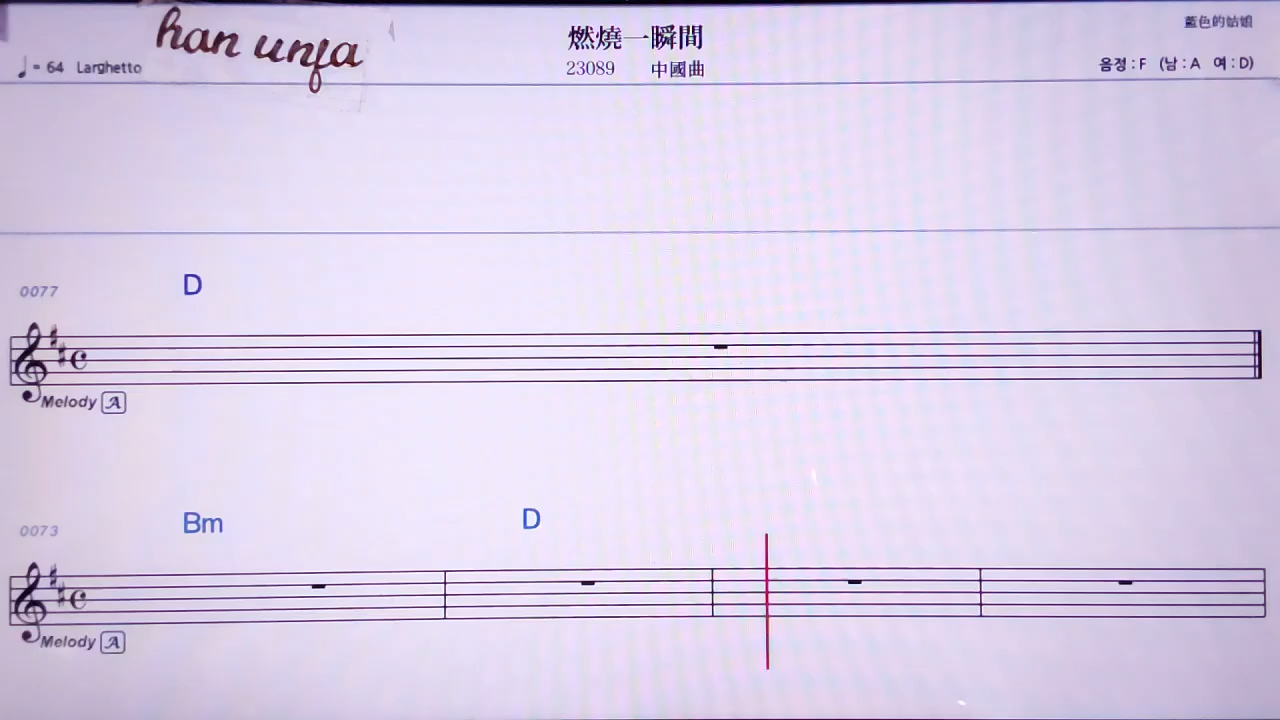 han unfa
燃燒一瞬間
藍色的姑娘
♩= 64 Larghetto
23089 中國曲
음정 : F (남 : A 여 : D)
0077
D
Melody A
0073
Bm D
Melody A